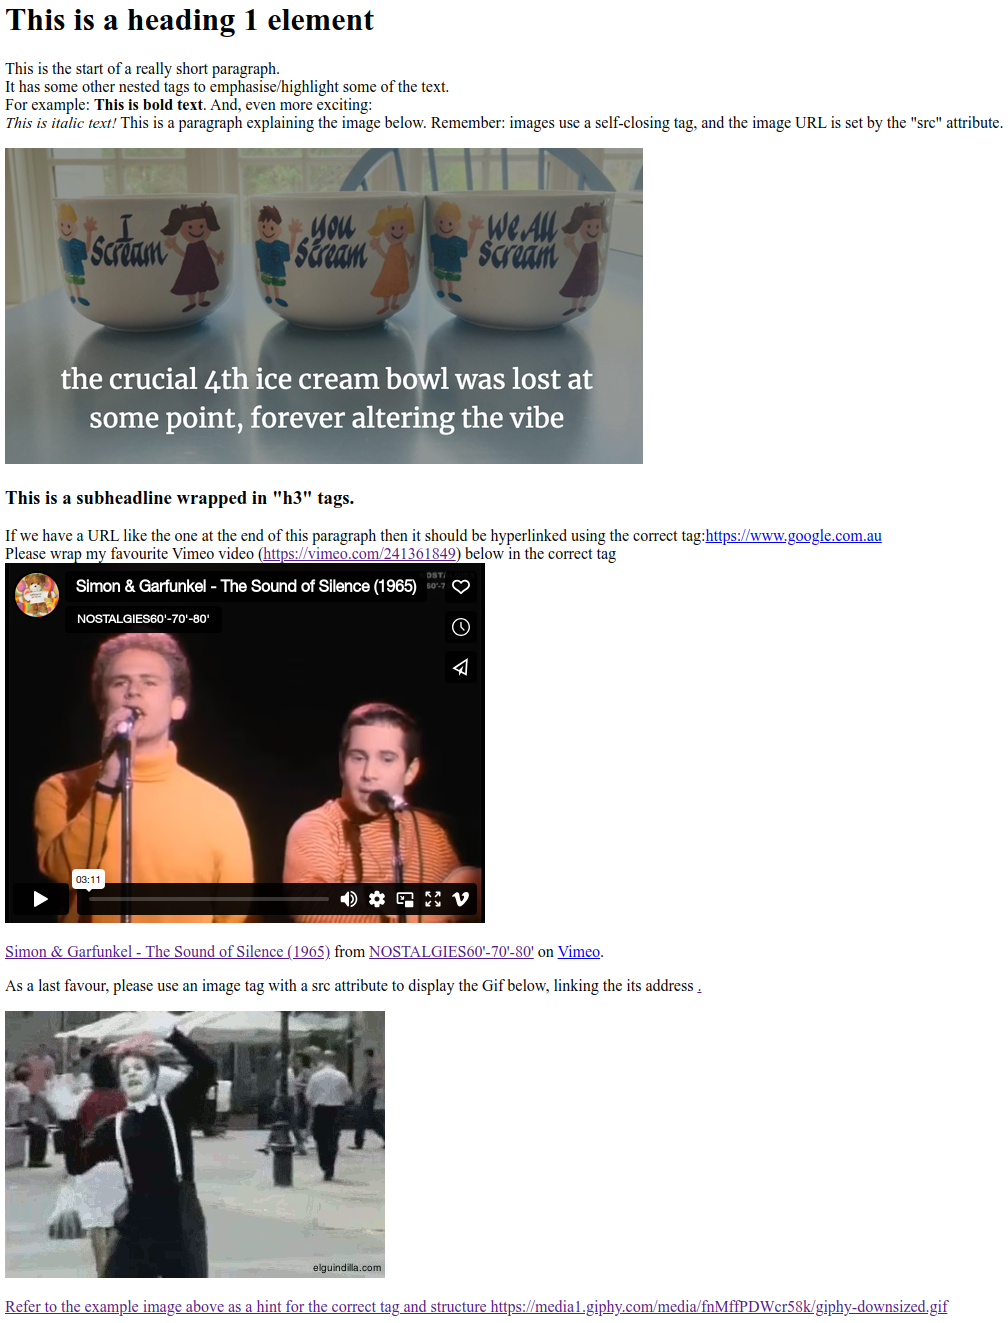 This is a heading 1 element
This is the start of a really short paragraph.
It has some other nested tags to emphasise/highlight some of the text.
For example: This is bold text. And, even more exciting:
This is italic text! This is a paragraph explaining the image below. Remember: images use a self-closing tag, and the image URL is set by the "src" attribute.
I Scream
you Scream
We All Scream
the crucial 4th ice cream bowl was lost at
some point, forever altering the vibe
This is a subheadline wrapped in "h3" tags.
If we have a URL like the one at the end of this paragraph then it should be hyperlinked using the correct tag:https://www.google.com.au
Please wrap my favourite Vimeo video (https://vimeo.com/241361849) below in the correct tag
Simon & Garfunkel - The Sound of Silence (1965)
NOSTALGIES60'-70'-80'
03:11
Simon & Garfunkel - The Sound of Silence (1965) from NOSTALGIES60'-70'-80' on Vimeo.
As a last favour, please use an image tag with a src attribute to display the Gif below, linking the its address .
elguindilla.com
Refer to the example image above as a hint for the correct tag and structure https://media1.giphy.com/media/fnMffPDWcr58k/giphy-downsized.gif